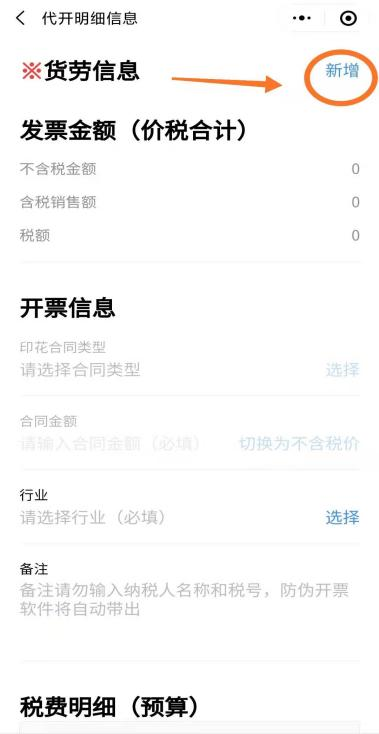 代开明细信息
※货劳信息 新增
发票金额（价税合计）
不含税金额 0
含税销售额 0
税额 0
开票信息
印花合同类型
请选择合同类型 选择
合同金额
请输入合同金额（必填） 切换为不含税价
行业
请选择行业（必填） 选择
备注
备注请勿输入纳税人名称和税号，防伪开票
软件将自动带出
税费明细（预算）